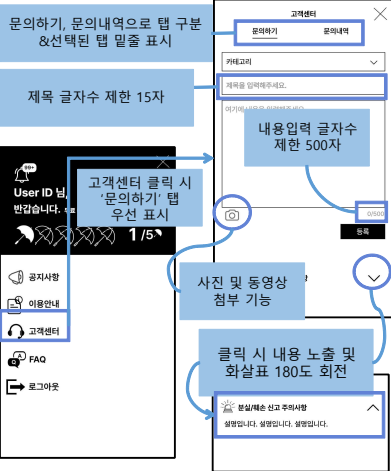 문의하기, 문의내역으로 탭 구분
&선택된 탭 밑줄 표시
고객센터
문의하기
문의내역
카테고리
제목을 입력해주세요.
제목 글자수 제한 15자
내용입력 글자수
제한 500자
0/500
등록
99+
User ID 님,
반갑습니다.
1 /5
고객센터 클릭 시
'문의하기' 탭
우선 표시
공지사항
이용안내
고객센터
FAQ
로그아웃
사진 및 동영상
첨부 기능
클릭 시 내용 노출 및
화살표 180도 회전
분실/훼손 신고 주의사항
설명입니다. 설명입니다. 설명입니다.